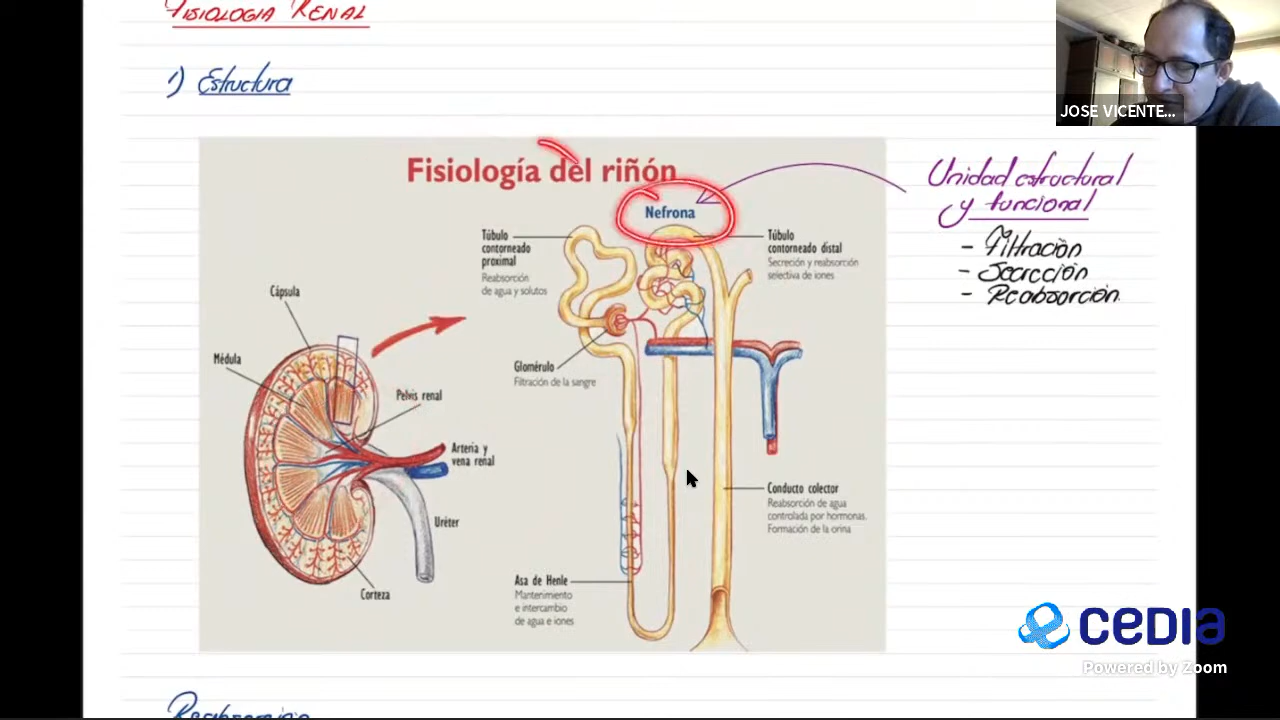 FISIOLOGIA RENAL
JOSE VICENTE...
1) Estructura
Fisiología del riñón
Nefrona
Unidad estructural
y funcional
- Filtración
- Secrección
- Reabsorción.
Túbulo
contorneado
proximal
Reabsorción
de agua y solutos
Túbulo
contorneado distal
Secreción y reabsorción
selectiva de iones
Cápsula
Médula
Glomérulo
Filtración de la sangre
Pelvis renal
Arteria y
vena renal
Uréter
Corteza
Conducto colector
Reabsorción de agua
controlada por hormonas.
Formación de la orina
Asa de Henle
Mantenimiento
e intercambio
de agua e iones
CEDIA
Powered by Zoom